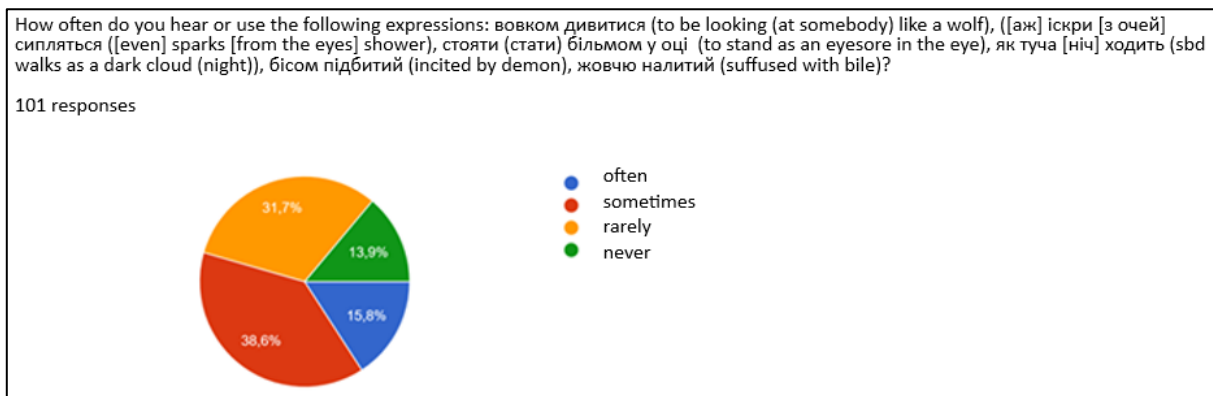 How often do you hear or use the following expressions: вовком дивитися (to be looking (at somebody) like a wolf), ([аж] іскри [з очей]
сипляться ([even] sparks [from the eyes] shower), стояти (стати) більмом у оці (to stand as an eyesore in the eye), як туча [ніч] ходить (sbd
walks as a dark cloud (night)), бісом підбитий (incited by demon), жовчю налитий (suffused with bile)?
101 responses
often
sometimes
rarely
never
31,7%
13,9%
15,8%
38,6%